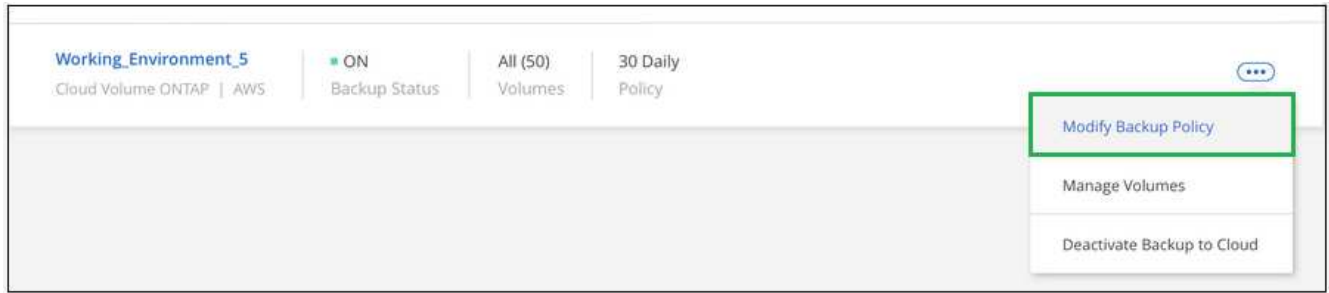 Working_Environment_5
ON
All (50)
30 Daily
Cloud Volume ONTAP | AWS
Backup Status
Volumes
Policy
Modify Backup Policy
Manage Volumes
Deactivate Backup to Cloud